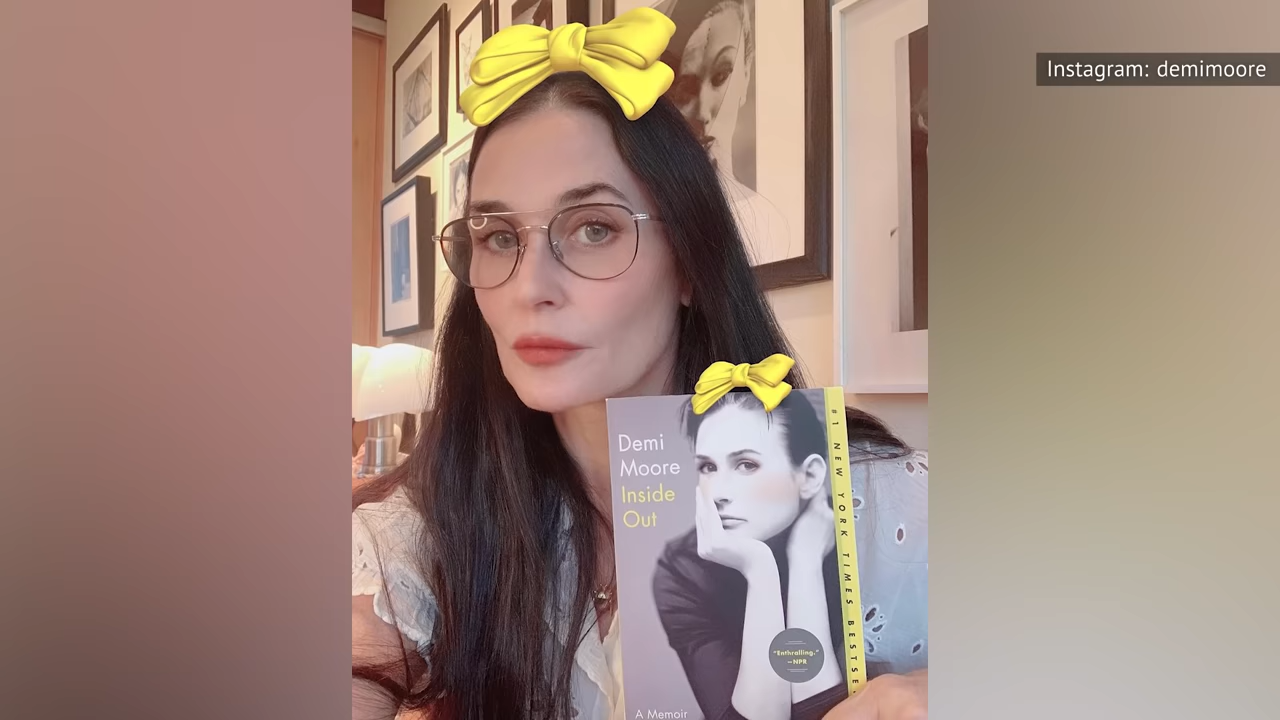 Instagram: demimoore
Demi
Moore
Inside
Out
#1 NEW YORK TIMES BESTSE
"Enthralling."
—NPR
A Memoir